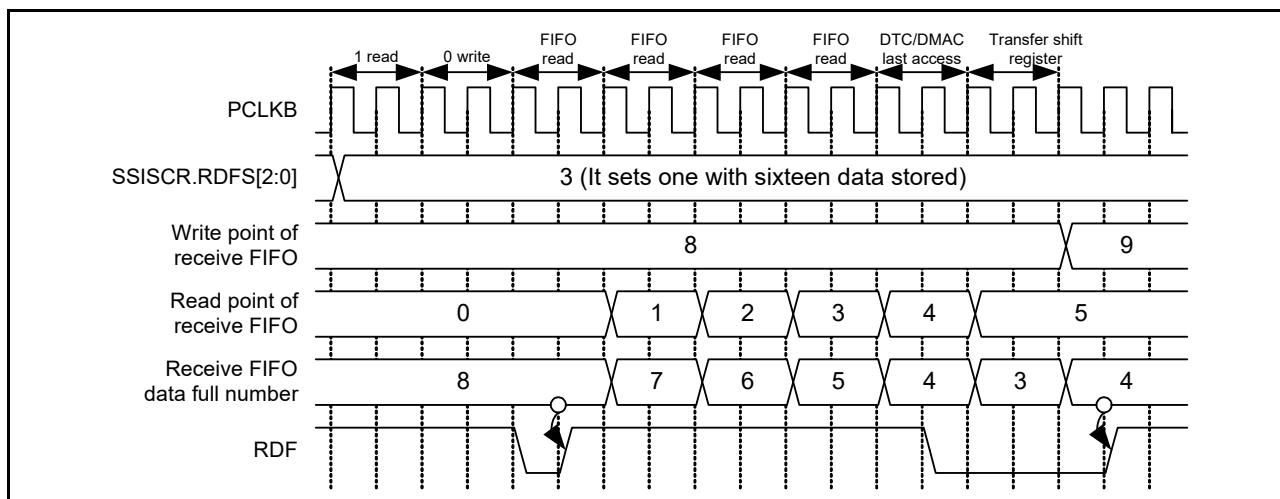 1 read
0 write
FIFO
read
FIFO
read
FIFO
read
FIFO
read
DTC/DMAC
last access
Transfer shift
register
PCLKB
SSISCR.RDFS[2:0]
3 (It sets one with sixteen data stored)
Write point of
receive FIFO
8
9
Read point of
receive FIFO
0
1
2
3
4
5
Receive FIFO
data full number
8
7
6
5
4
3
4
RDF